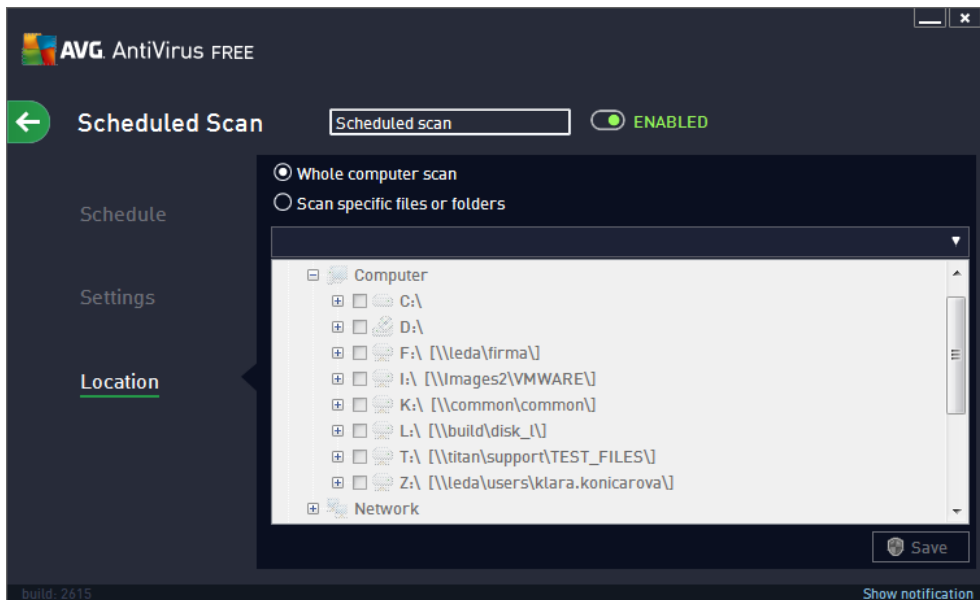 AVG. AntiVirus FREE
Scheduled Scan
Scheduled scan
ENABLED
Schedule
Settings
Location
Whole computer scan
Scan specific files or folders
Computer
C:\
D:\
F:\ [\\leda\firma\]
I:\ [\\Images2\VMWARE\]
K:\ [\\common\common\]
L:\ [\\build\disk_l\]
T:\ [\\titan\support\TEST_FILES\]
Z:\ [\\leda\users\klara.konicarova\]
Network
Save
build: 2615
Show notification